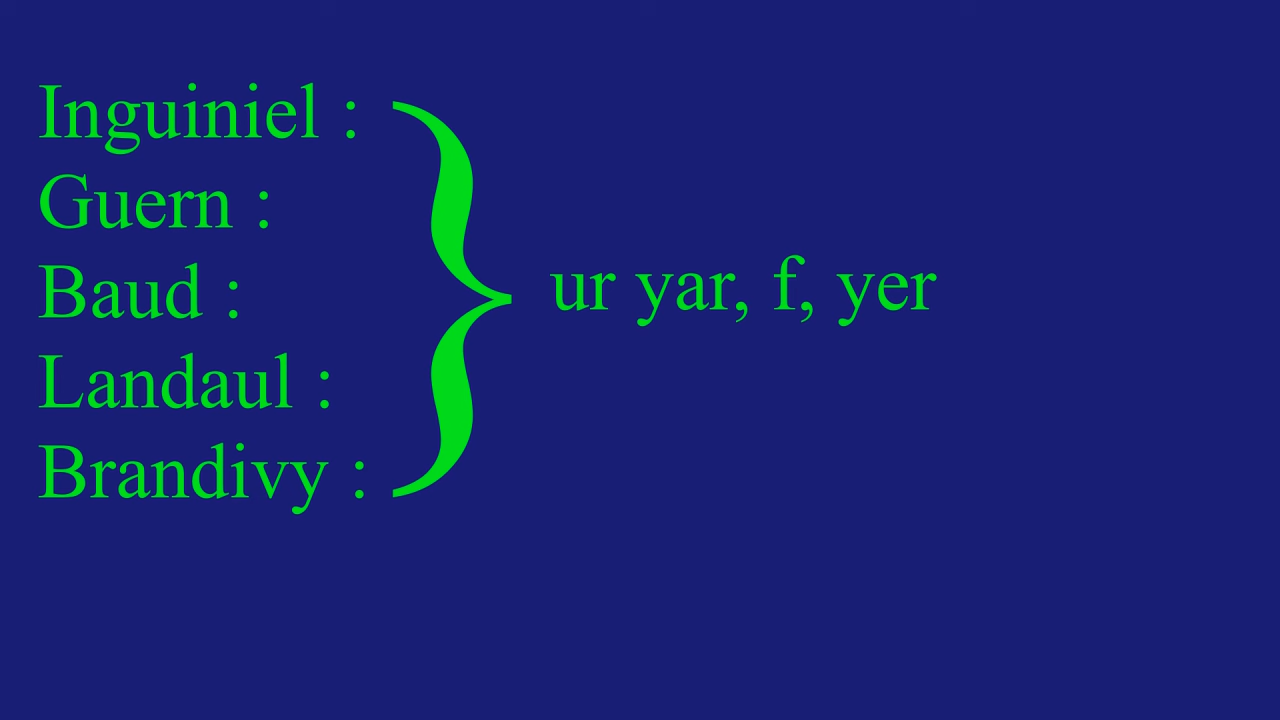 Inguiniel :
Guern :
Baud :
Landaul :
Brandivy :
ur yar, f, yer